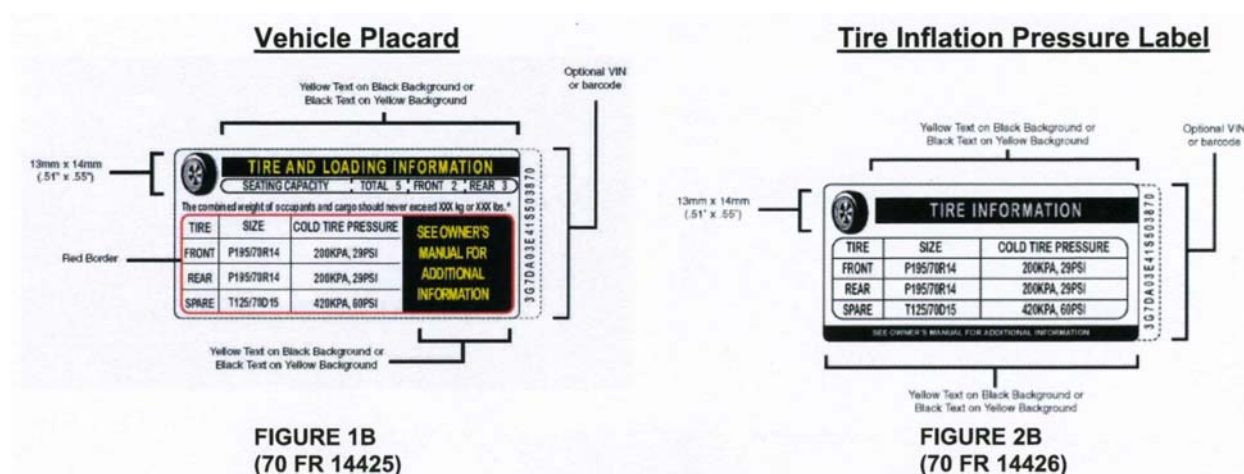 Vehicle Placard
Yellow Text on Black Background or
Black Text on Yellow Background
Optional VIN
or barcode
13mm x 14mm
(.51" x .55")
TIRE AND LOADING INFORMATION
SEATING CAPACITY TOTAL 5 FRONT 2 REAR 3
The combined weight of occupants and cargo should never exceed XXX kg or XXX lbs.*
TIRE SIZE COLD TIRE PRESSURE
FRONT P195/70R14 200KPA, 29PSI
REAR P195/70R14 200KPA, 29PSI
SPARE T125/70D15 420KPA, 60PSI
SEE OWNER'S
MANUAL FOR
ADDITIONAL
INFORMATION
3G7DA03E41S503870
Red Border
Yellow Text on Black Background or
Black Text on Yellow Background
FIGURE 1B
(70 FR 14425)
Tire Inflation Pressure Label
Yellow Text on Black Background or
Black Text on Yellow Background
Optional VIN
or barcode
13mm x 14mm
(.51" x .55")
TIRE INFORMATION
TIRE SIZE COLD TIRE PRESSURE
FRONT P195/70R14 200KPA, 29PSI
REAR P195/70R14 200KPA, 29PSI
SPARE T125/70D15 420KPA, 60PSI
SEE OWNER'S MANUAL FOR ADDITIONAL INFORMATION
3G7DA03E41S503870
Yellow Text on Black Background or
Black Text on Yellow Background
FIGURE 2B
(70 FR 14426)